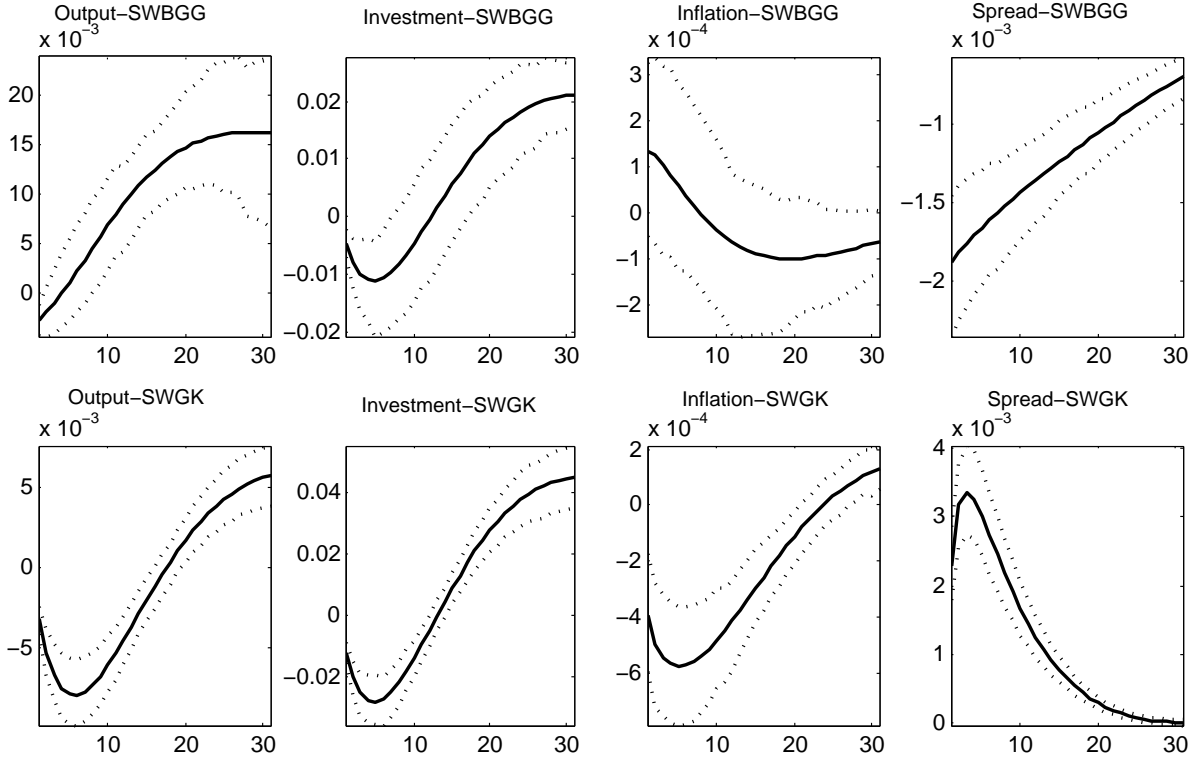 Output−SWBGG
x 10−3
20
15
10
5
0
10 20 30
Investment−SWBGG
0.02
0.01
0
−0.01
−0.02
10 20 30
Inflation−SWBGG
x 10−4
3
2
1
0
−1
−2
10 20 30
Spread−SWBGG
x 10−3
−1
−1.5
−2
10 20 30
Output−SWGK
x 10−3
5
0
−5
10 20 30
Investment−SWGK
0.04
0.02
0
−0.02
10 20 30
Inflation−SWGK
x 10−4
2
0
−2
−4
−6
10 20 30
Spread−SWGK
x 10−3
4
3
2
1
0
10 20 30